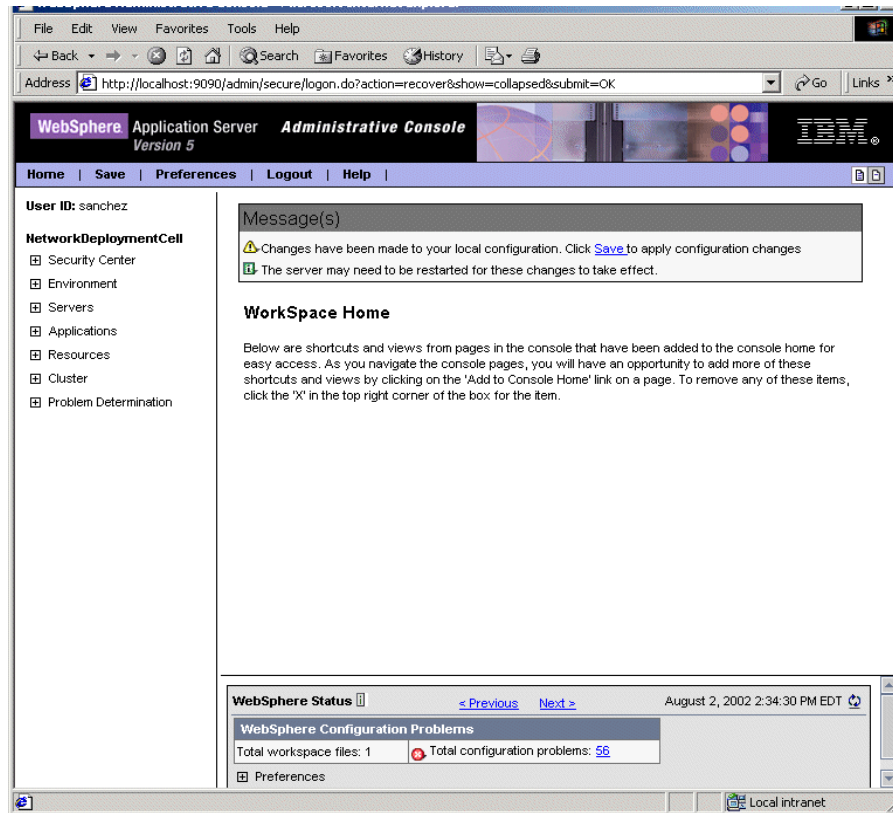 WebSphere Administrative Console - Microsoft Internet Explorer
File Edit View Favorites Tools Help
Back Search Favorites History
Address http://localhost:9090/admin/secure/logon.do?action=recover&show=collapsed&submit=OK Go Links »
WebSphere. Application Server Administrative Console
Version 5
IBM®
Home | Save | Preferences | Logout | Help |
User ID: sanchez
NetworkDeploymentCell
Security Center
Environment
Servers
Applications
Resources
Cluster
Problem Determination
Message(s)
Changes have been made to your local configuration. Click Save to apply configuration changes
The server may need to be restarted for these changes to take effect.
WorkSpace Home
Below are shortcuts and views from pages in the console that have been added to the console home for
easy access. As you navigate the console pages, you will have an opportunity to add more of these
shortcuts and views by clicking on the 'Add to Console Home' link on a page. To remove any of these items,
click the 'X' in the top right corner of the box for the item.
WebSphere Status i < Previous Next > August 2, 2002 2:34:30 PM EDT
WebSphere Configuration Problems
Total workspace files: 1 Total configuration problems: 56
Preferences
Local intranet